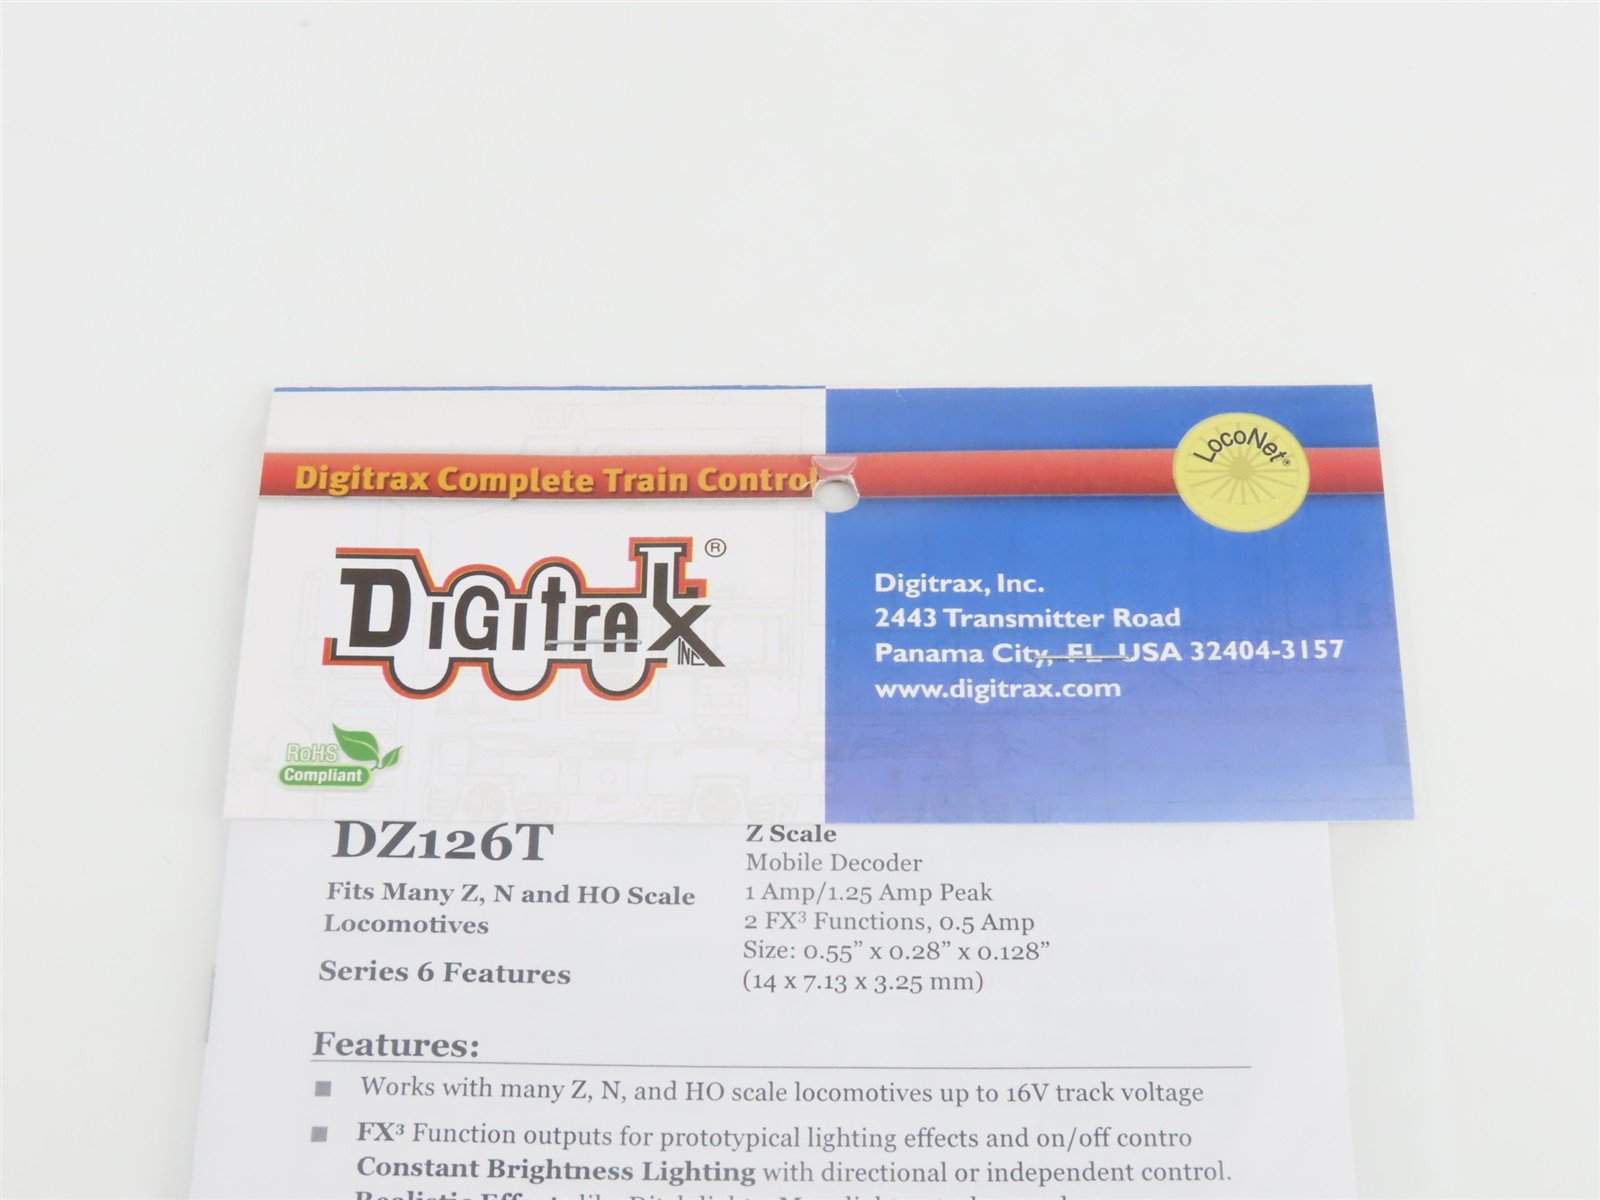 Digitrax Complete Train Control
LocoNet®
DiGitrax ®
INC
RoHS
Compliant
Digitrax, Inc.
2443 Transmitter Road
Panama City, FL USA 32404-3157
www.digitrax.com
DZ126T
Fits Many Z, N and HO Scale
Locomotives
Series 6 Features
Z Scale
Mobile Decoder
1 Amp/1.25 Amp Peak
2 FX³ Functions, 0.5 Amp
Size: 0.55” x 0.28” x 0.128”
(14 x 7.13 x 3.25 mm)
Features:
■ Works with many Z, N, and HO scale locomotives up to 16V track voltage
■ FX³ Function outputs for prototypical lighting effects and on/off contro
Constant Brightness Lighting with directional or independent control.